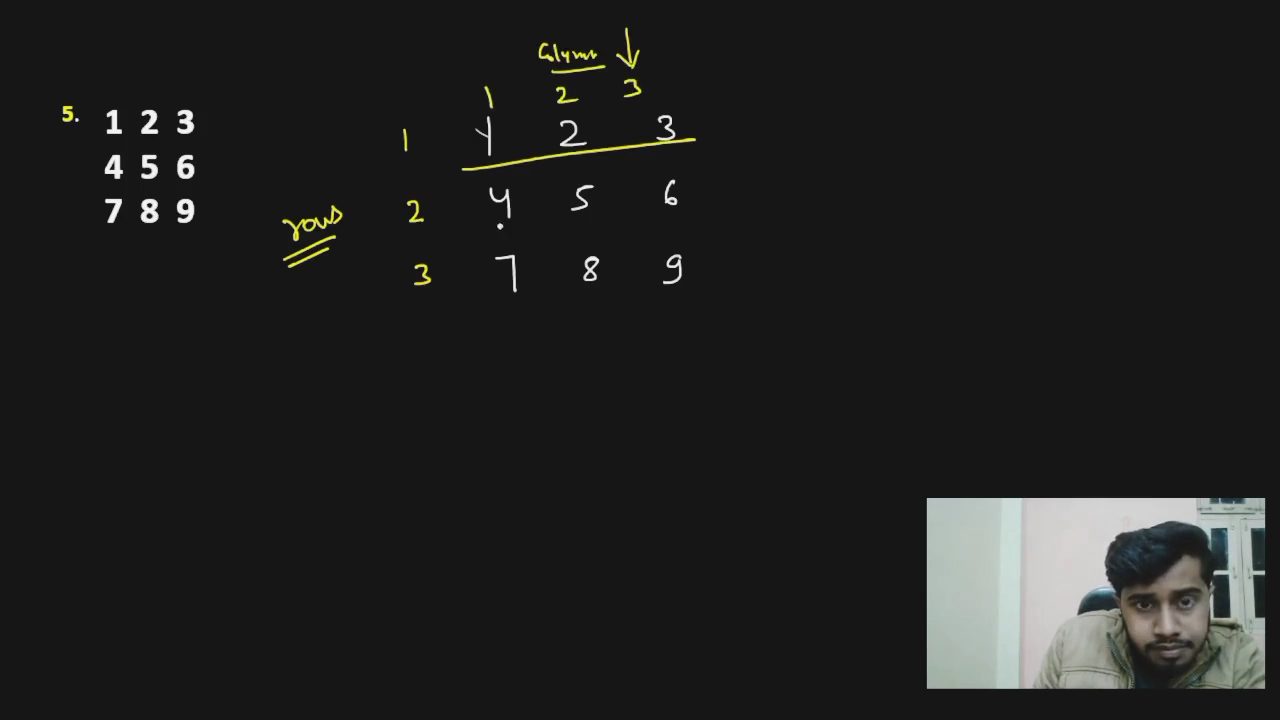 5. 1 2 3
4 5 6
7 8 9
Column
1 2 3
1 1 2 3
rows 2 4 5 6
3 7 8 9